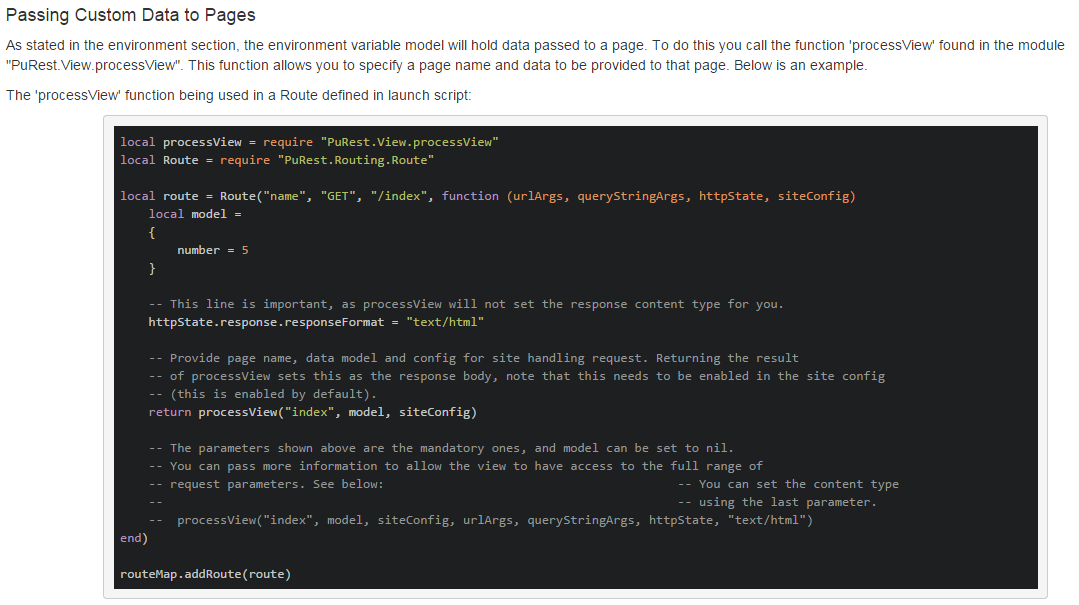 Passing Custom Data to Pages
As stated in the environment section, the environment variable model will hold data passed to a page. To do this you call the function 'processView' found in the module
"PuRest.View.processView". This function allows you to specify a page name and data to be provided to that page. Below is an example.
The 'processView' function being used in a Route defined in launch script:
local processView = require "PuRest.View.processView"
local Route = require "PuRest.Routing.Route"
local route = Route("name", "GET", "/index", function (urlArgs, queryStringArgs, httpState, siteConfig)
    local model =
    {
        number = 5
    }
    -- This line is important, as processView will not set the response content type for you.
    httpState.response.responseFormat = "text/html"
    -- Provide page name, data model and config for site handling request. Returning the result
    -- of processView sets this as the response body, note that this needs to be enabled in the site config
    -- (this is enabled by default).
    return processView("index", model, siteConfig)
    -- The parameters shown above are the mandatory ones, and model can be set to nil.
    -- You can pass more information to allow the view to have access to the full range of
    -- request parameters. See below:                                         -- You can set the content type
    --                                                                        -- using the last parameter.
    --  processView("index", model, siteConfig, urlArgs, queryStringArgs, httpState, "text/html")
end)
routeMap.addRoute(route)